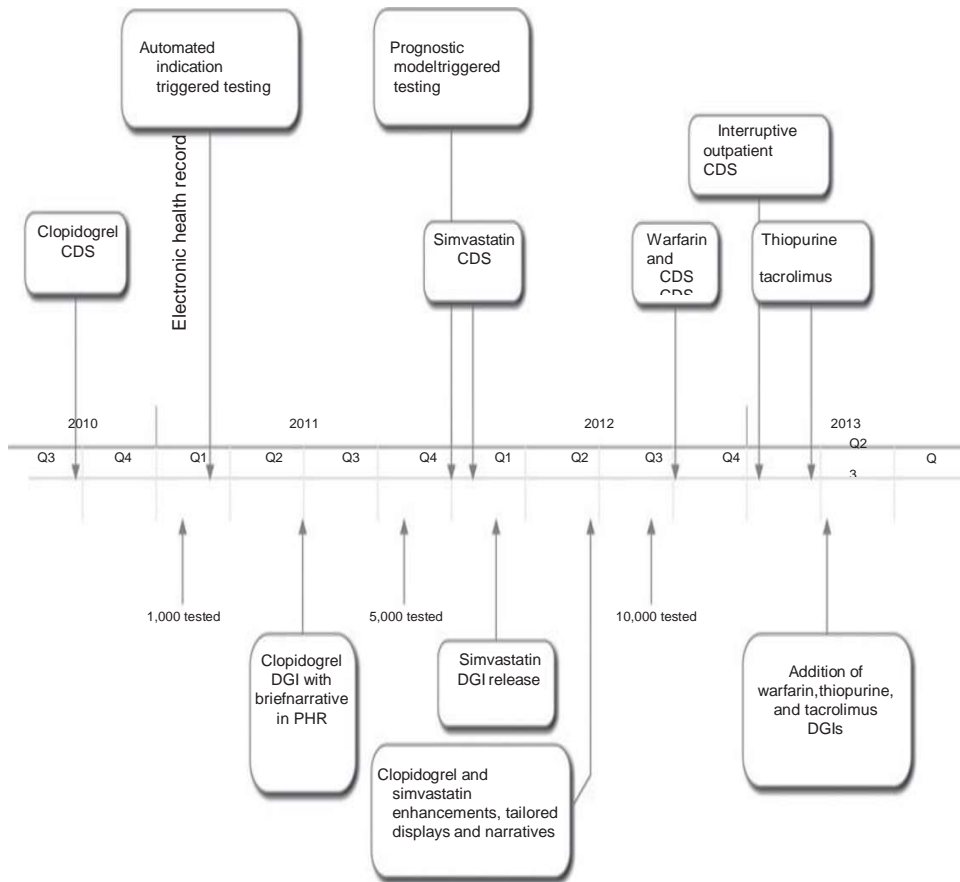 Automated
indication
triggered testing
Prognostic
modeltriggered
testing
Interruptive
outpatient
CDS
Electronic health record
Clopidogrel
CDS
Simvastatin
CDS
Warfarin
and
CDS
CDS
Thiopurine
tacrolimus
2010
2011
2012
2013
Q3
Q4
Q1
Q2
Q3
Q4
Q1
Q2
Q3
Q4
Q2
Q
3
1,000 tested
5,000 tested
10,000 tested
Clopidogrel
DGI with
briefnarrative
in PHR
Simvastatin
DGI release
Addition of
warfarin,thiopurine,
and tacrolimus
DGIs
Clopidogrel and
simvastatin
enhancements, tailored
displays and narratives